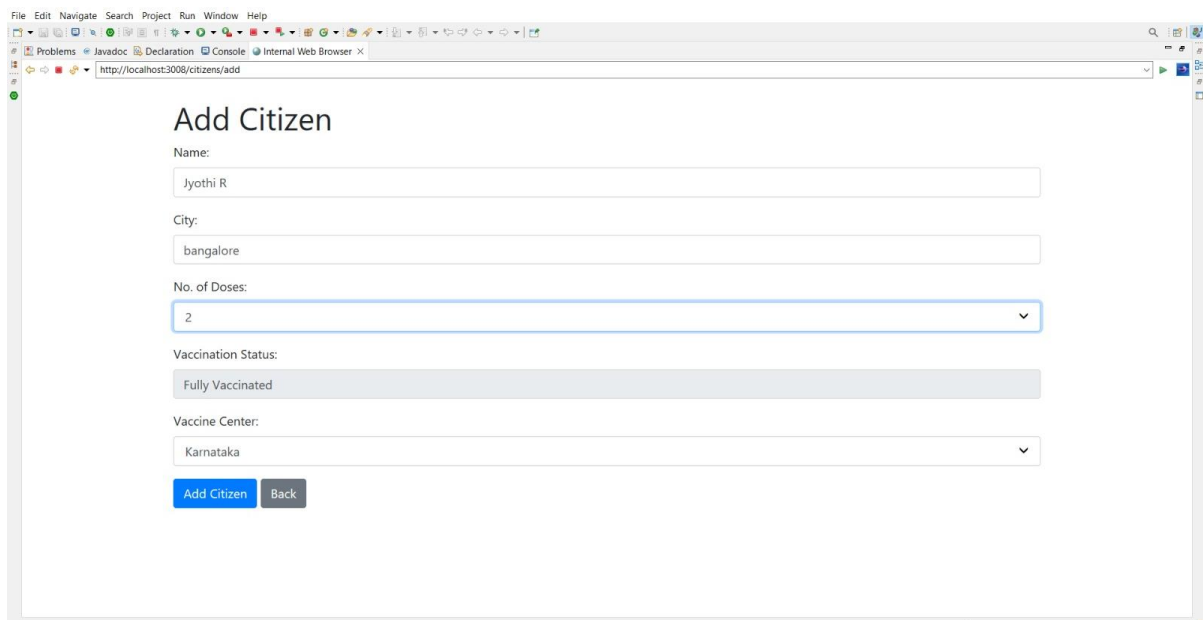 File Edit Navigate Search Project Run Window Help
Problems Javadoc Declaration Console Internal Web Browser
http://localhost:3008/citizens/add
Add Citizen
Name:
Jyothi R
City:
bangalore
No. of Doses:
2
Vaccination Status:
Fully Vaccinated
Vaccine Center:
Karnataka
Add Citizen Back